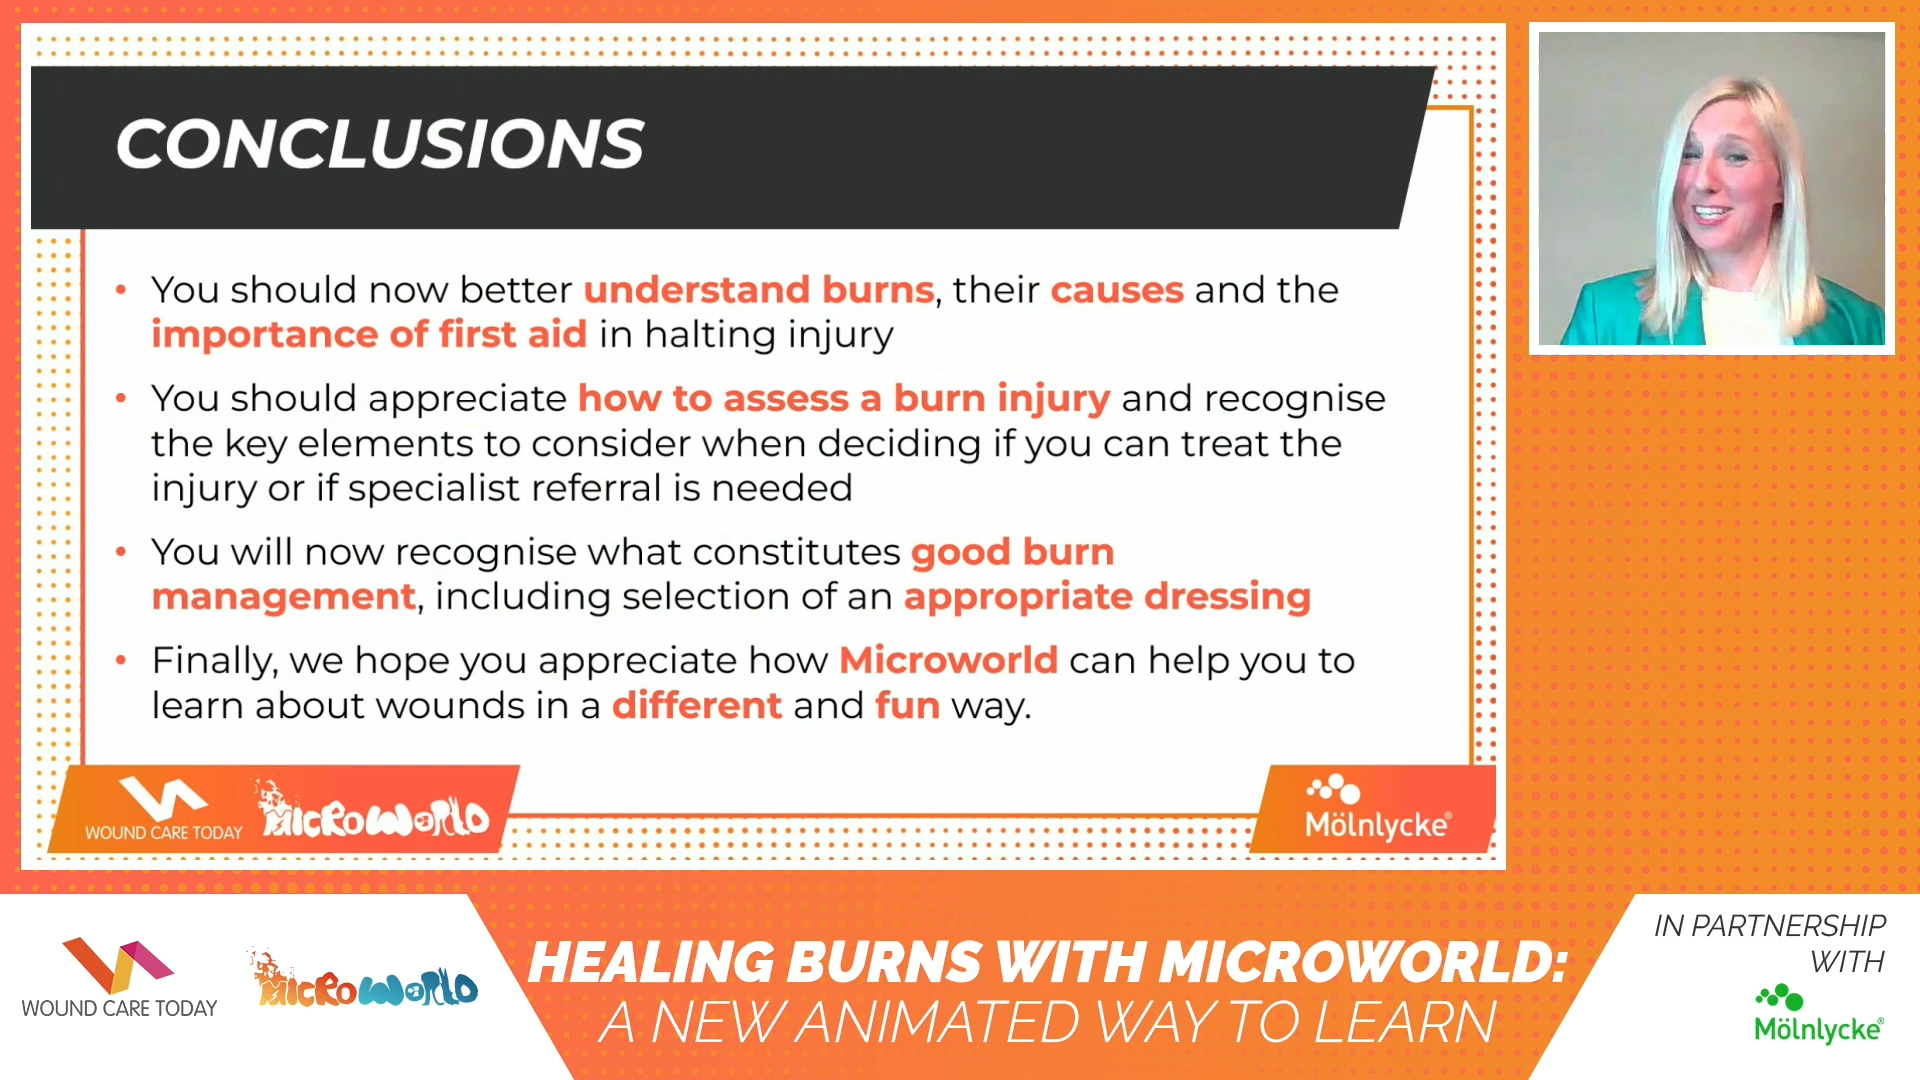 CONCLUSIONS
• You should now better understand burns, their causes and the
importance of first aid in halting injury
• You should appreciate how to assess a burn injury and recognise
the key elements to consider when deciding if you can treat the
injury or if specialist referral is needed
• You will now recognise what constitutes good burn
management, including selection of an appropriate dressing
• Finally, we hope you appreciate how Microworld can help you to
learn about wounds in a different and fun way.
WOUND CARE TODAY
MICROWORLD
Mölnlycke®
WOUND CARE TODAY
MICROWORLD
HEALING BURNS WITH MICROWORLD:
A NEW ANIMATED WAY TO LEARN
IN PARTNERSHIP
WITH
Mölnlycke®